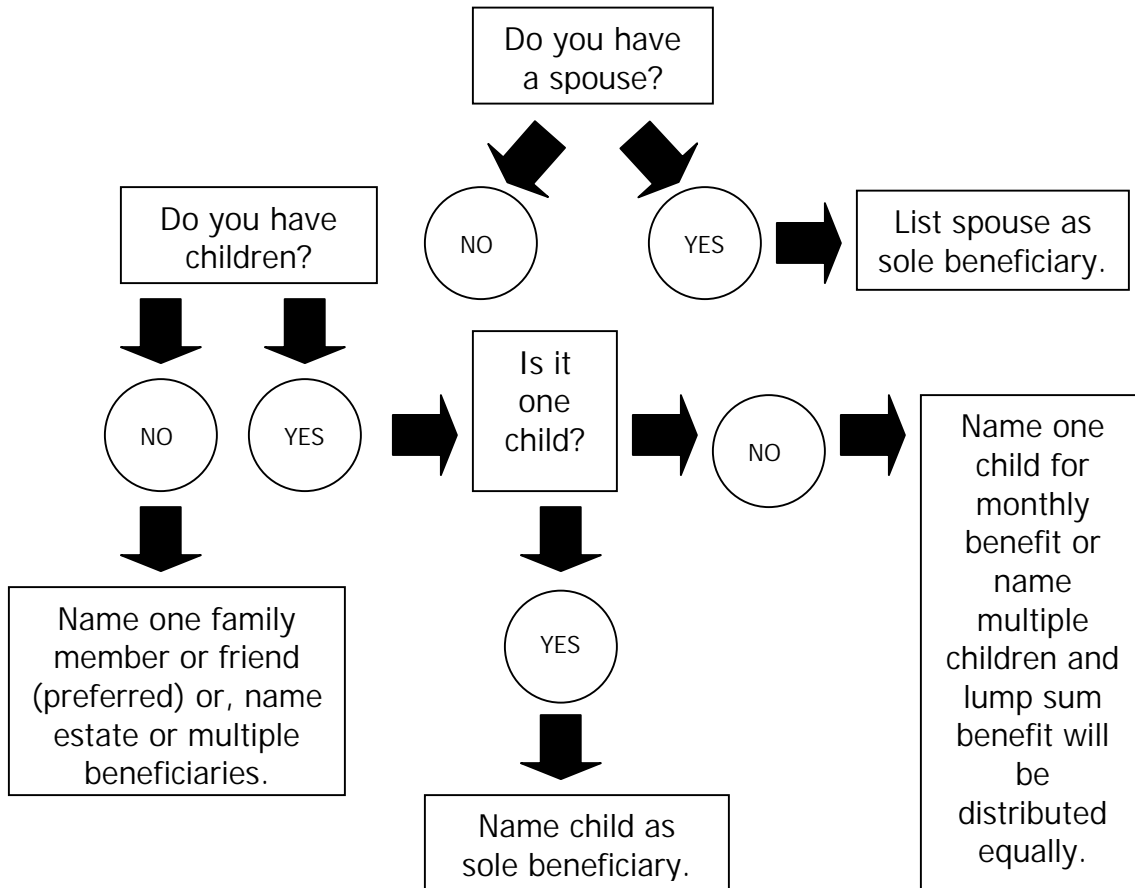 Do you have
a spouse?
NO
YES
List spouse as
sole beneficiary.
Do you have
children?
NO
YES
Is it
one
child?
NO
Name one
child for
monthly
benefit or
name
multiple
children and
lump sum
benefit will
be
distributed
equally.
Name one family
member or friend
(preferred) or, name
estate or multiple
beneficiaries.
YES
Name child as
sole beneficiary.